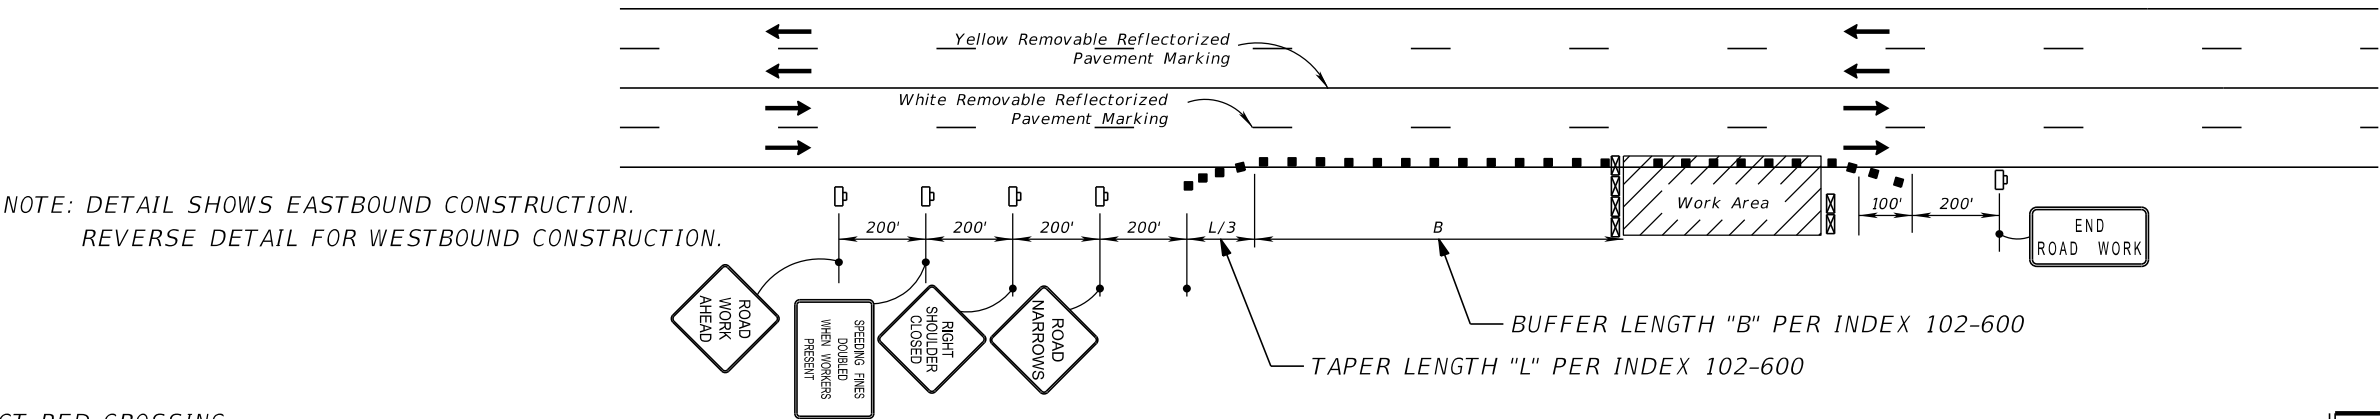 Yellow Removable Reflectorized
Pavement Marking
White Removable Reflectorized
Pavement Marking
NOTE: DETAIL SHOWS EASTBOUND CONSTRUCTION.
REVERSE DETAIL FOR WESTBOUND CONSTRUCTION.
200'
200'
200'
200'
L/3
B
Work Area
100'
200'
END
ROAD WORK
ROAD
WORK
AHEAD
SPEEDING FINES
DOUBLED
WHEN WORKERS
PRESENT
RIGHT
SHOULDER
CLOSED
ROAD
NARROWS
BUFFER LENGTH "B" PER INDEX 102-600
TAPER LENGTH "L" PER INDEX 102-600